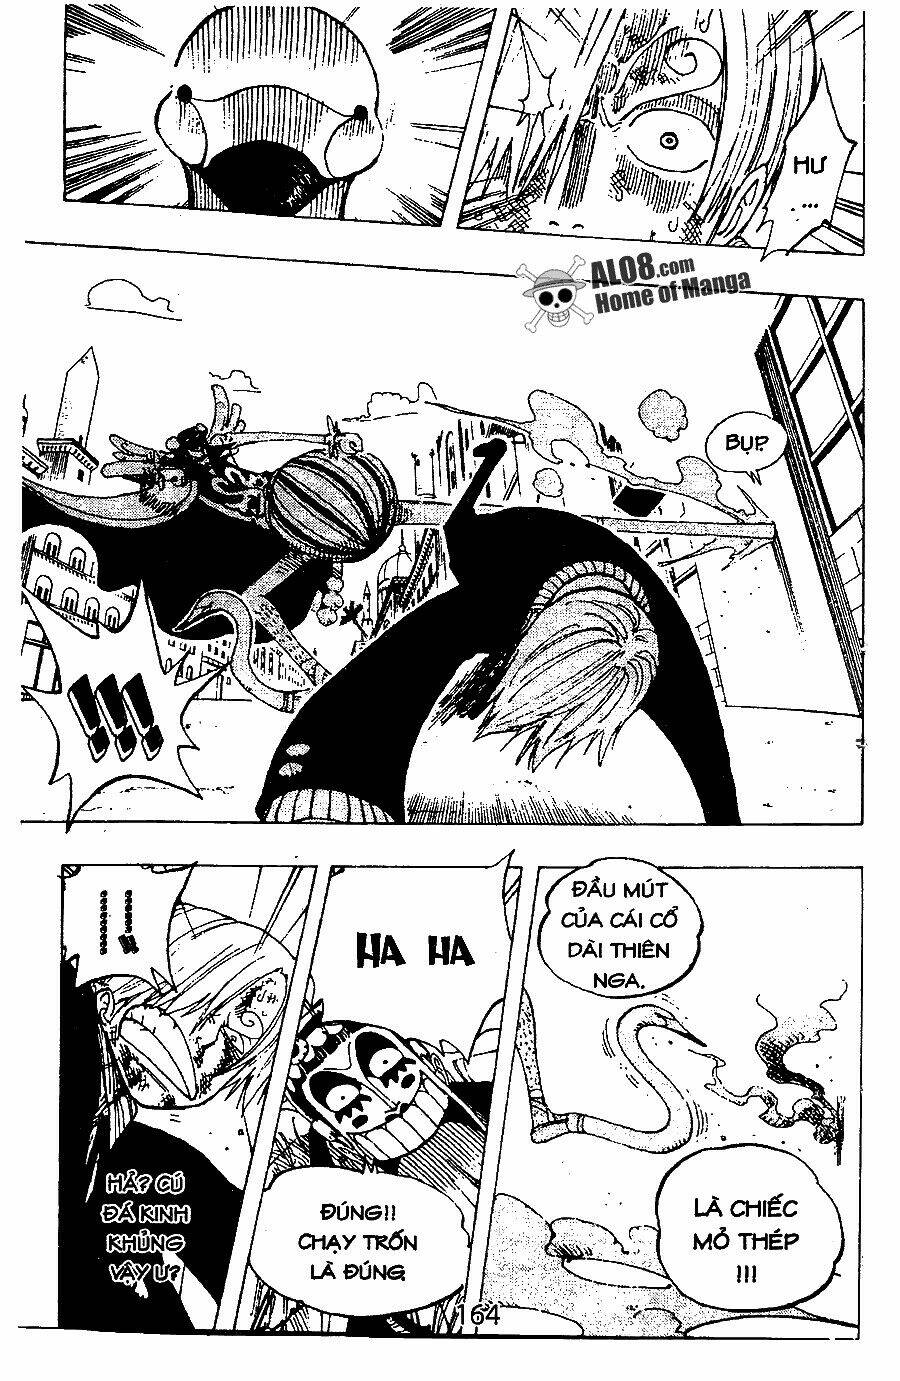 HƯ
....
AL08.com
Home of Manga
BỤP.
!!!
ĐẦU MÚT
CỦA CÁI CỔ
DÀI THIÊN
NGA.
LÀ CHIẾC
MỎ THÉP
!!!
HA HA
ĐÚNG!!
CHẠY TRỐN
LÀ ĐÚNG
HẢ? CÚ
ĐÁ KINH
KHỦNG
VẬY Ư?
164